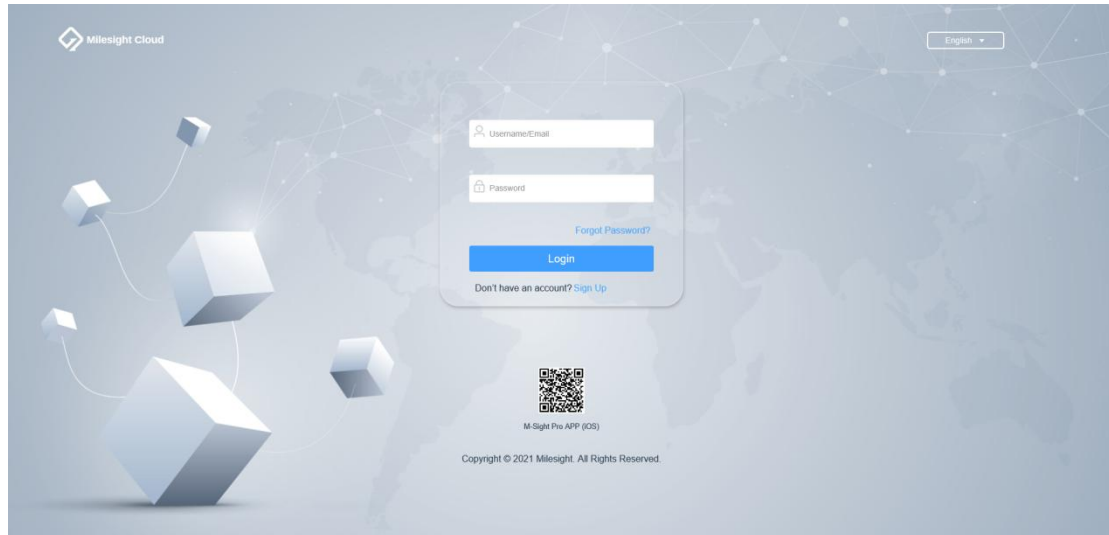 Milesight Cloud
English
Username/Email
Password
Forgot Password?
Login
Don't have an account? Sign Up
M-Sight Pro APP (iOS)
Copyright © 2021 Milesight. All Rights Reserved.